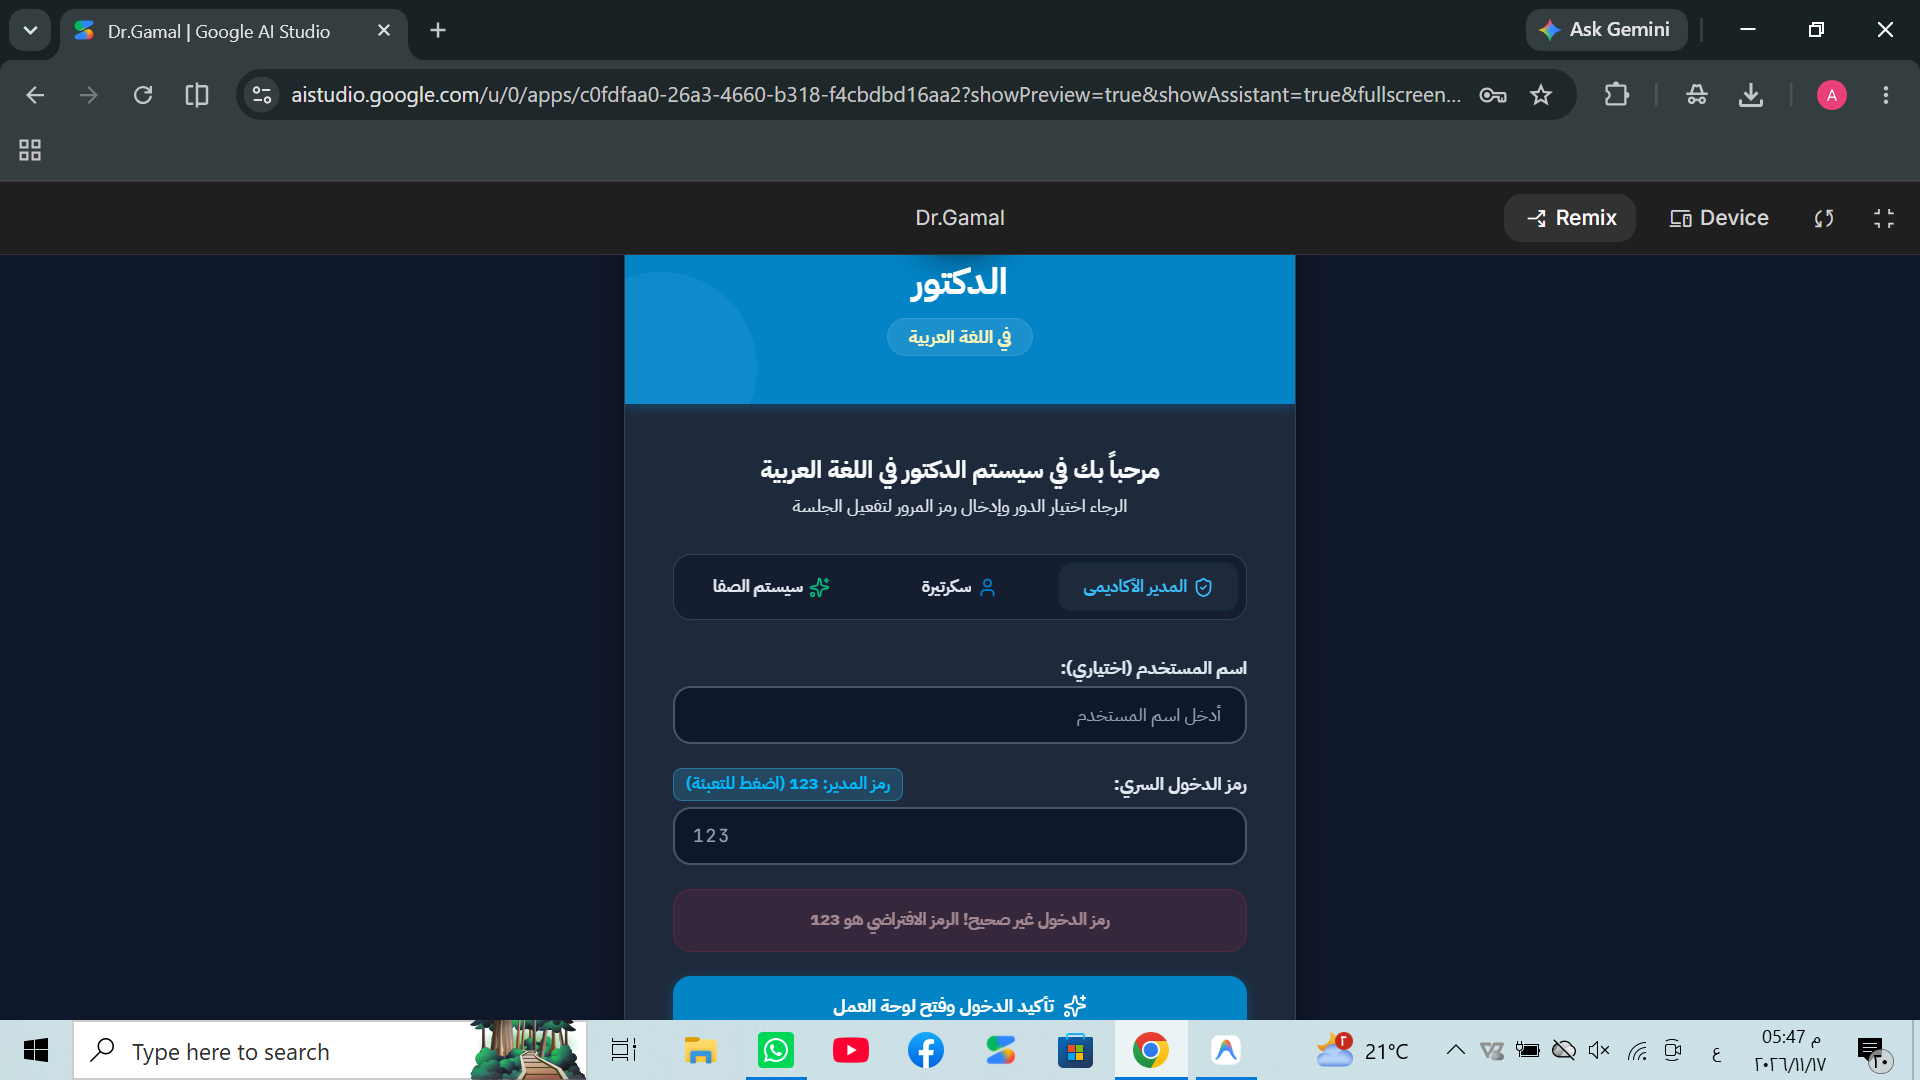 Dr.Gamal | Google AI Studio
Ask Gemini
aistudio.google.com/u/0/apps/c0fdfaa0-26a3-4660-b318-f4cbdbd16aa2?showPreview=true&showAssistant=true&fullscreen...
A
Dr.Gamal
Remix
Device
الدكتور
في اللغة العربية
مرحباً بك في سيستم الدكتور في اللغة العربية
الرجاء اختيار الدور وإدخال رمز المرور لتفعيل الجلسة
المدير الأكاديمى
سكرتيرة
سيستم الصفا
اسم المستخدم (اختياري):
أدخل اسم المستخدم
رمز الدخول السري:
رمز المدير: 123 (اضغط للتعبئة)
123
رمز الدخول غير صحيح! الرمز الافتراضي هو 123
تأكيد الدخول وفتح لوحة العمل
Type here to search
٢
21°C
ع
05:47 م
٢٠٢٦/١١/١٧
٢٠